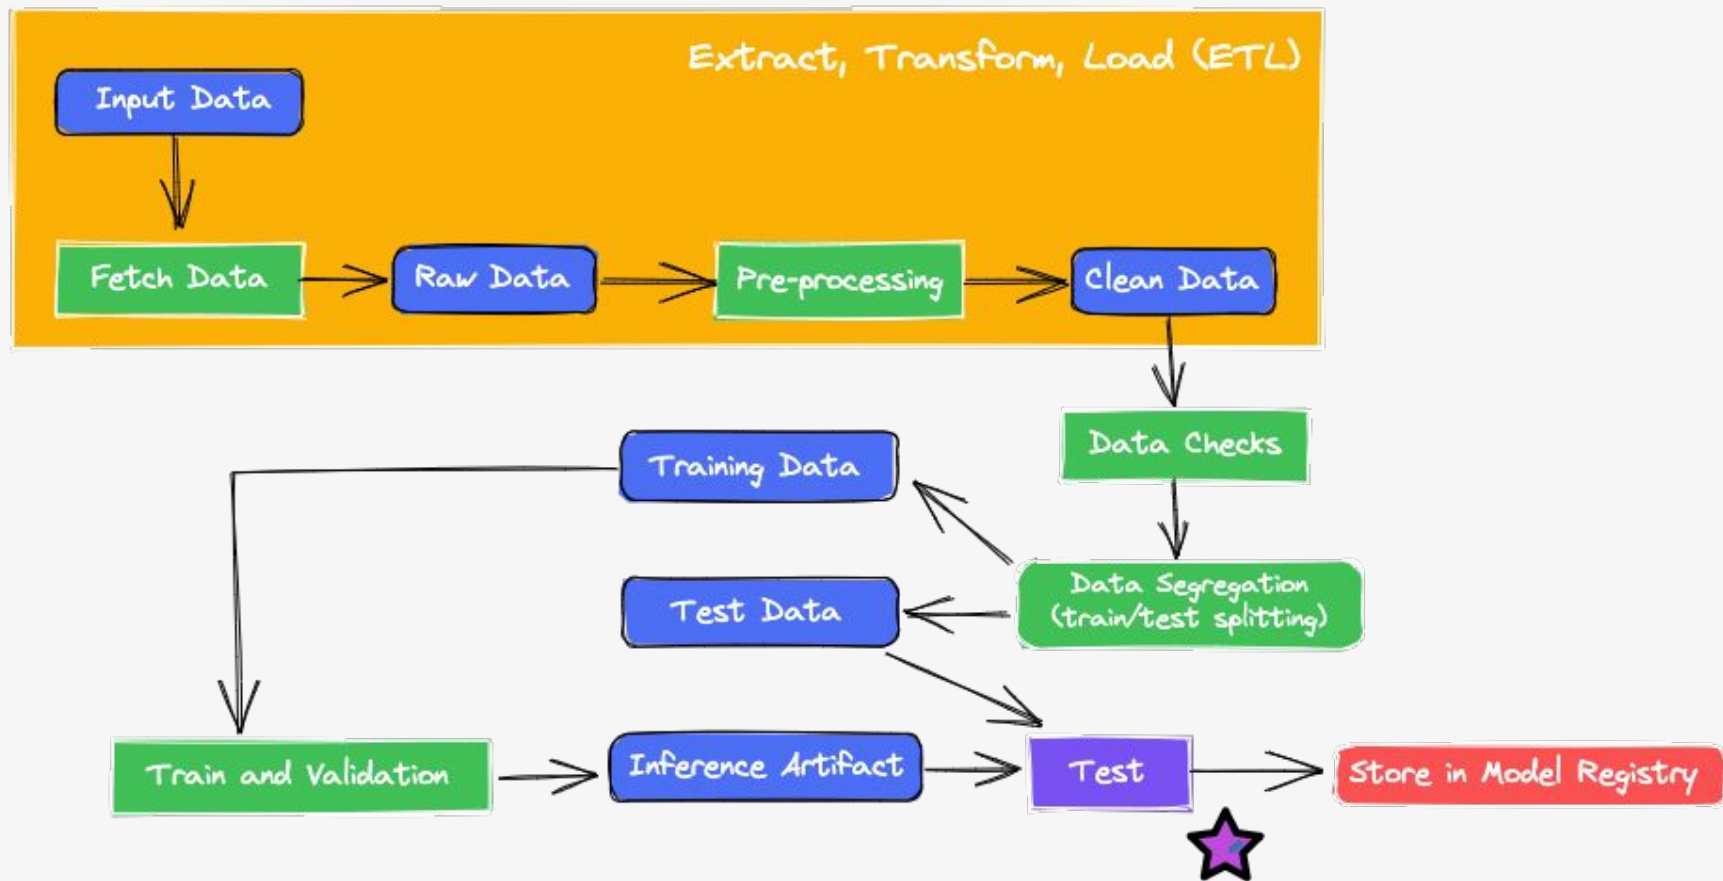 Extract, Transform, Load (ETL)
Input Data
Fetch Data
Raw Data
Pre-processing
Clean Data
Data Checks
Training Data
Data Segregation
(train/test splitting)
Test Data
Train and Validation
Inference Artifact
Test
Store in Model Registry